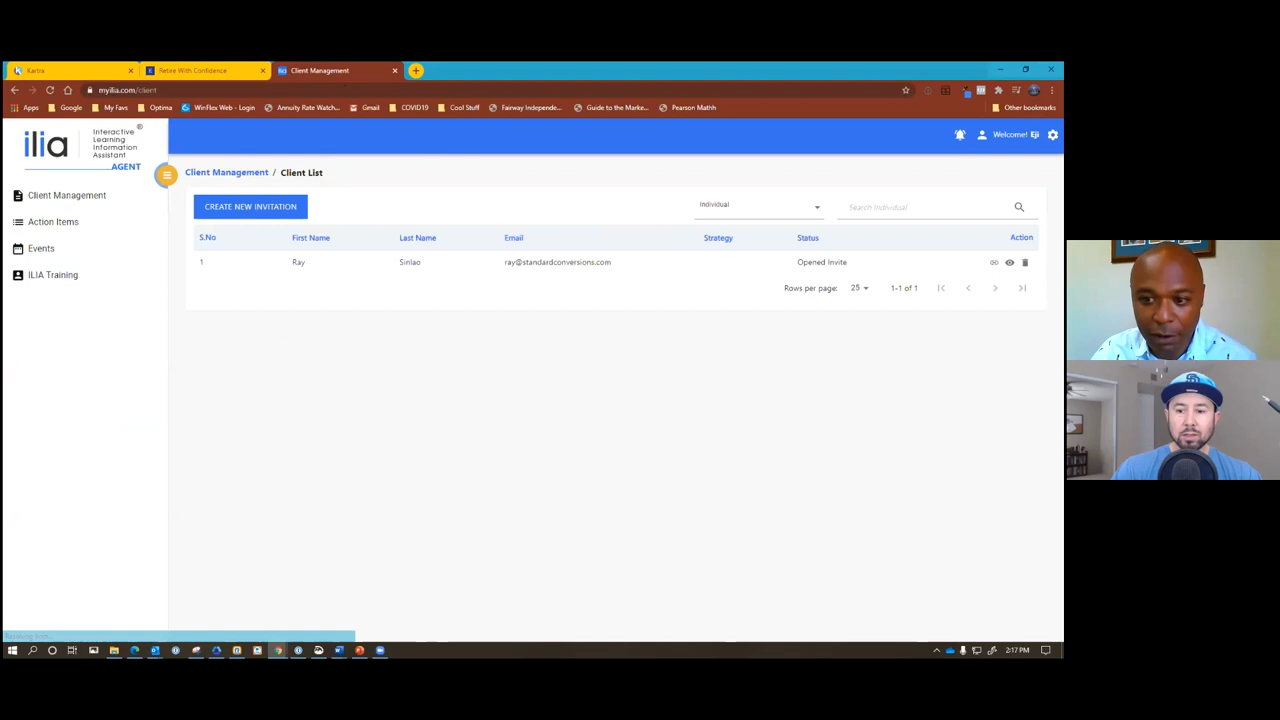 Kartra
Retire With Confidence
Client Management
myilia.com/client
Apps
Google
My Favs
Optima
WinFlex Web - Login
Annuity Rate Watch...
Gmail
COVID19
Cool Stuff
Fairway Independe...
Guide to the Marke...
Pearson Mathh
Other bookmarks
ilia
Interactive
Learning
Information
Assistant
®
AGENT
Welcome! Eji
Client Management
Action Items
Events
ILIA Training
Client Management / Client List
CREATE NEW INVITATION
Individual
Search Individual
S.No First Name Last Name Email Strategy Status Action
1 Ray Sinlao ray@standardconversions.com Opened Invite
Rows per page: 25 1-1 of 1
2:17 PM